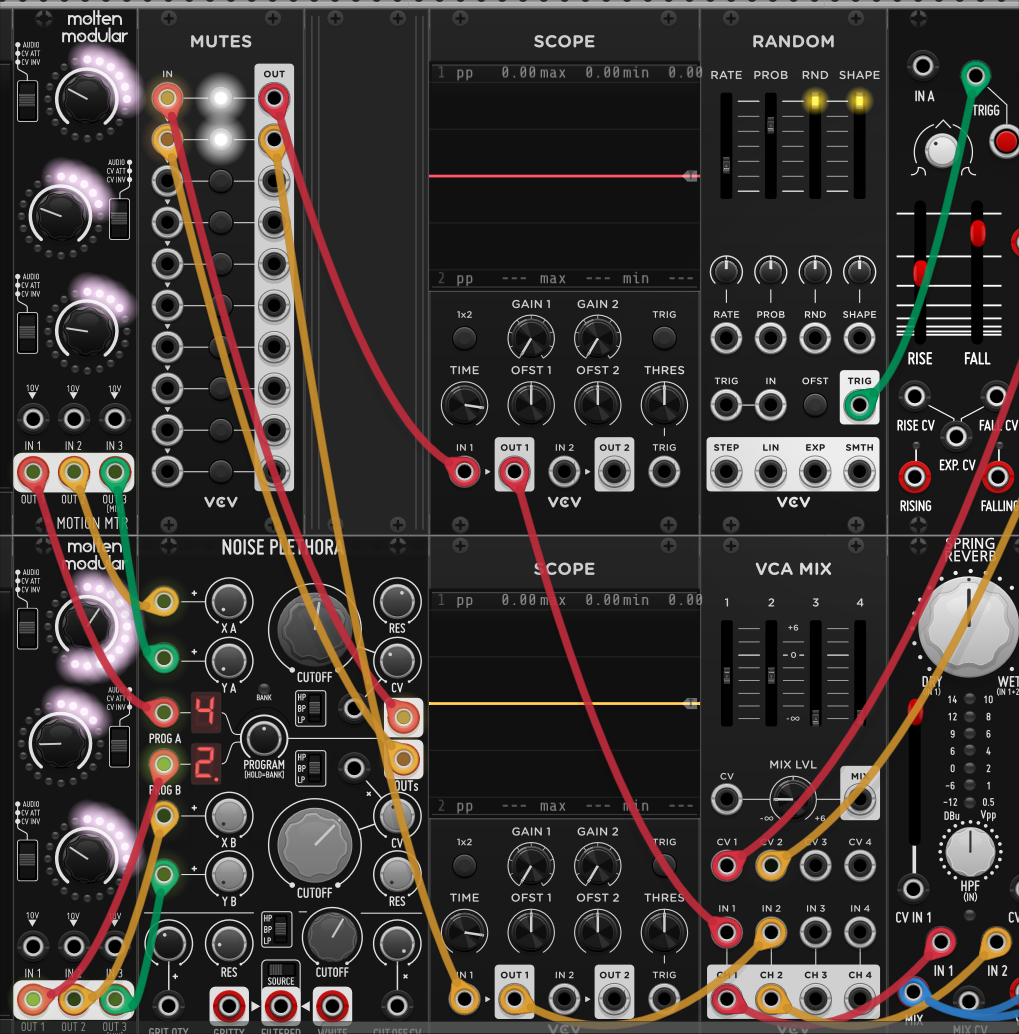 molten
modular
AUDIO
CV ATT
CV INV
AUDIO
CV ATT
CV INV
AUDIO
CV ATT
CV INV
10V 10V 10V
IN 1 IN 2 IN 3
OUT
MOTION MTR
MUTES
IN OUT
VCV
SCOPE
1 pp 0.00 max 0.00 min 0.00
2 pp --- max --- min ---
GAIN 1 GAIN 2
1x2 TRIG
TIME OFST 1 OFST 2 THRES
IN 1 OUT 1 IN 2 OUT 2 TRIG
VCV
RANDOM
RATE PROB RND SHAPE
RATE PROB RND SHAPE
TRIG IN OFST TRIG
STEP LIN EXP SMTH
VCV
IN A
TRIGG
RISE FALL
RISE CV FALL CV
EXP. CV
RISING FALLING
molten
modular
AUDIO
CV ATT
CV INV
AUDIO
CV ATT
CV INV
AUDIO
CV ATT
CV INV
10V 10V 10V
IN 1 IN 2 IN 3
OUT 1 OUT 2 OUT 3
NOISE PLETHORA
X A RES
CUTOFF
Y A CV
BANK
HP
BP
LP
4
PROG A
PROGRAM
(HOLD=BANK)
2.
PROG B
HP
BP
LP
OUTs
X B CV
CUTOFF
Y B RES
HP
BP
LP
RES CUTOFF
SOURCE
GRIT QTY GRITTY FILTERED WHITE CUTOFF CV
SCOPE
1 pp 0.00 max 0.00 min 0.00
2 pp --- max --- min ---
GAIN 1 GAIN 2
1x2 TRIG
TIME OFST 1 OFST 2 THRES
IN 1 OUT 1 IN 2 OUT 2 TRIG
VCV
VCA MIX
1 2 3 4
+6
0
-∞
MIX LVL
CV MIX
-∞ +6
CV 1 CV 2 CV 3 CV 4
IN 1 IN 2 IN 3 IN 4
CH 1 CH 2 CH 3 CH 4
VCV
SPRING
REVERB
DRY WET
(IN 1) (IN 1+2
14 10
12 8
9 6
6 4
0 2
-6 1
-12 0.5
DBu Vpp
HPF
(IN)
CV IN 1
IN 1 IN 2
MIX MIX CV